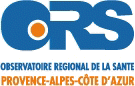 ORS
OBSERVATOIRE REGIONAL DE LA SANTE
PROVENCE-ALPES-CÔTE D'AZUR